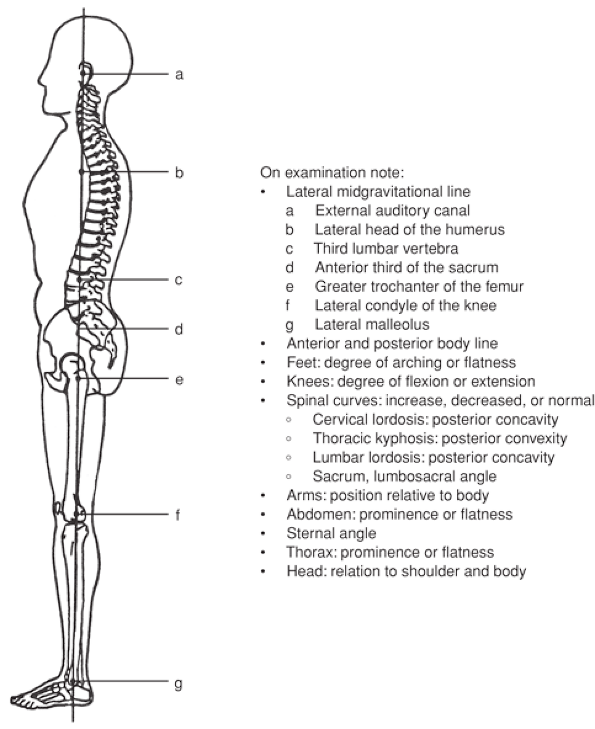 a
b
c
d
e
f
g
On examination note:
• Lateral midgravitational line
a External auditory canal
b Lateral head of the humerus
c Third lumbar vertebra
d Anterior third of the sacrum
e Greater trochanter of the femur
f Lateral condyle of the knee
g Lateral malleolus
• Anterior and posterior body line
• Feet: degree of arching or flatness
• Knees: degree of flexion or extension
• Spinal curves: increase, decreased, or normal
○ Cervical lordosis: posterior concavity
○ Thoracic kyphosis: posterior convexity
○ Lumbar lordosis: posterior concavity
○ Sacrum, lumbosacral angle
• Arms: position relative to body
• Abdomen: prominence or flatness
• Sternal angle
• Thorax: prominence or flatness
• Head: relation to shoulder and body